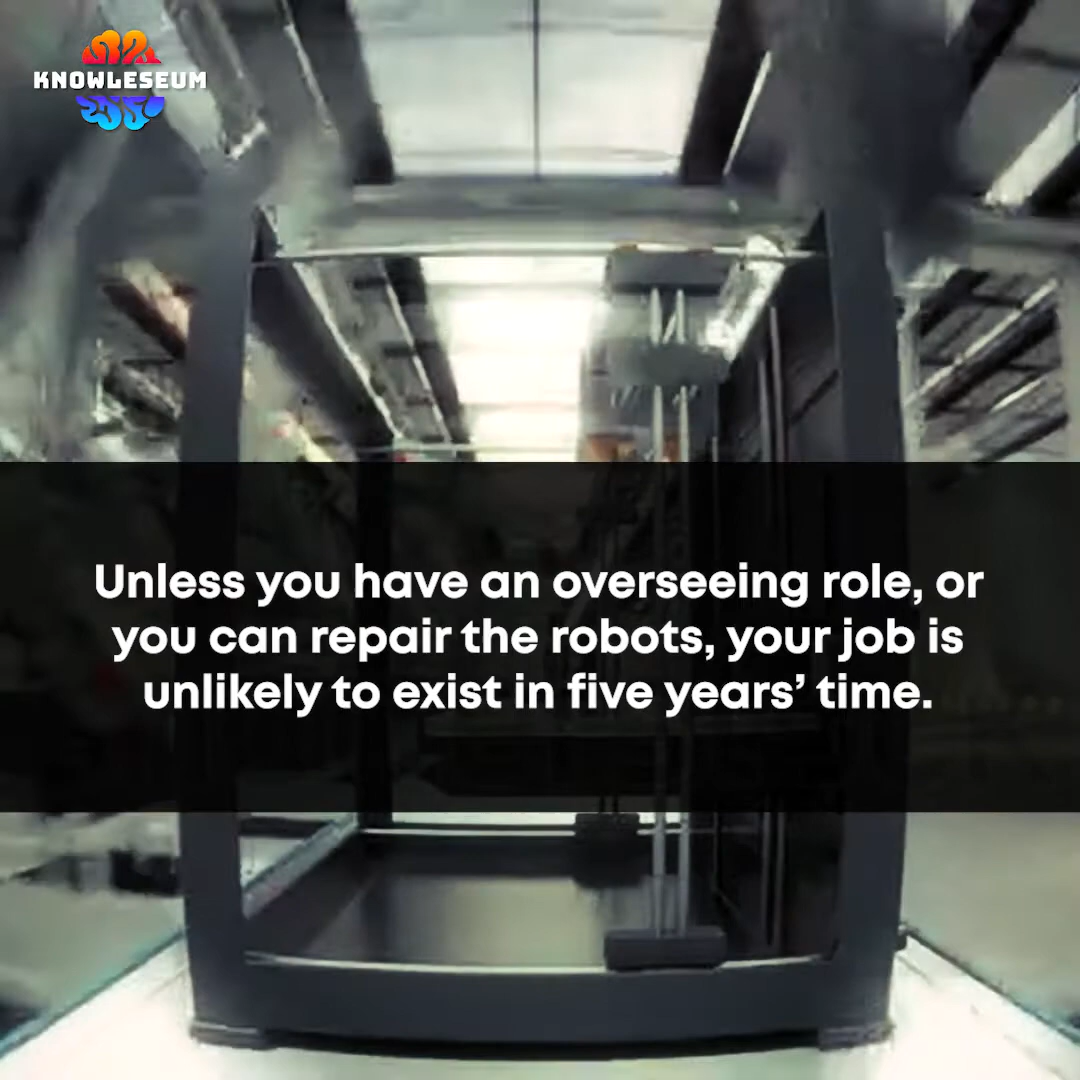 KNOWLESEUM
Unless you have an overseeing role, or
you can repair the robots, your job is
unlikely to exist in five years’ time.